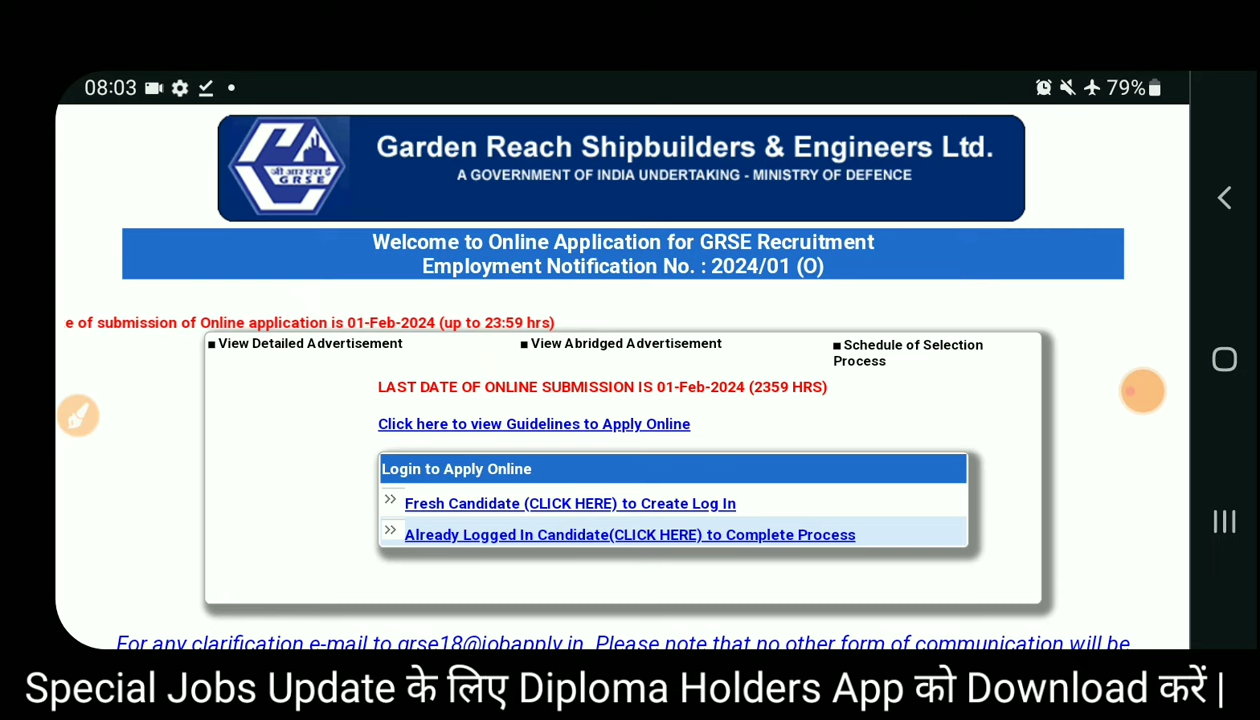 08:03
79%
Garden Reach Shipbuilders & Engineers Ltd.
A GOVERNMENT OF INDIA UNDERTAKING - MINISTRY OF DEFENCE
जी आर एस ई
GRSE
Welcome to Online Application for GRSE Recruitment
Employment Notification No. : 2024/01 (O)
e of submission of Online application is 01-Feb-2024 (up to 23:59 hrs)
View Detailed Advertisement
View Abridged Advertisement
Schedule of Selection
Process
LAST DATE OF ONLINE SUBMISSION IS 01-Feb-2024 (2359 HRS)
Click here to view Guidelines to Apply Online
Login to Apply Online
Fresh Candidate (CLICK HERE) to Create Log In
Already Logged In Candidate(CLICK HERE) to Complete Process
For any clarification e-mail to grse18@jobapply.in. Please note that no other form of communication will be
Special Jobs Update के लिए Diploma Holders App को Download करें |